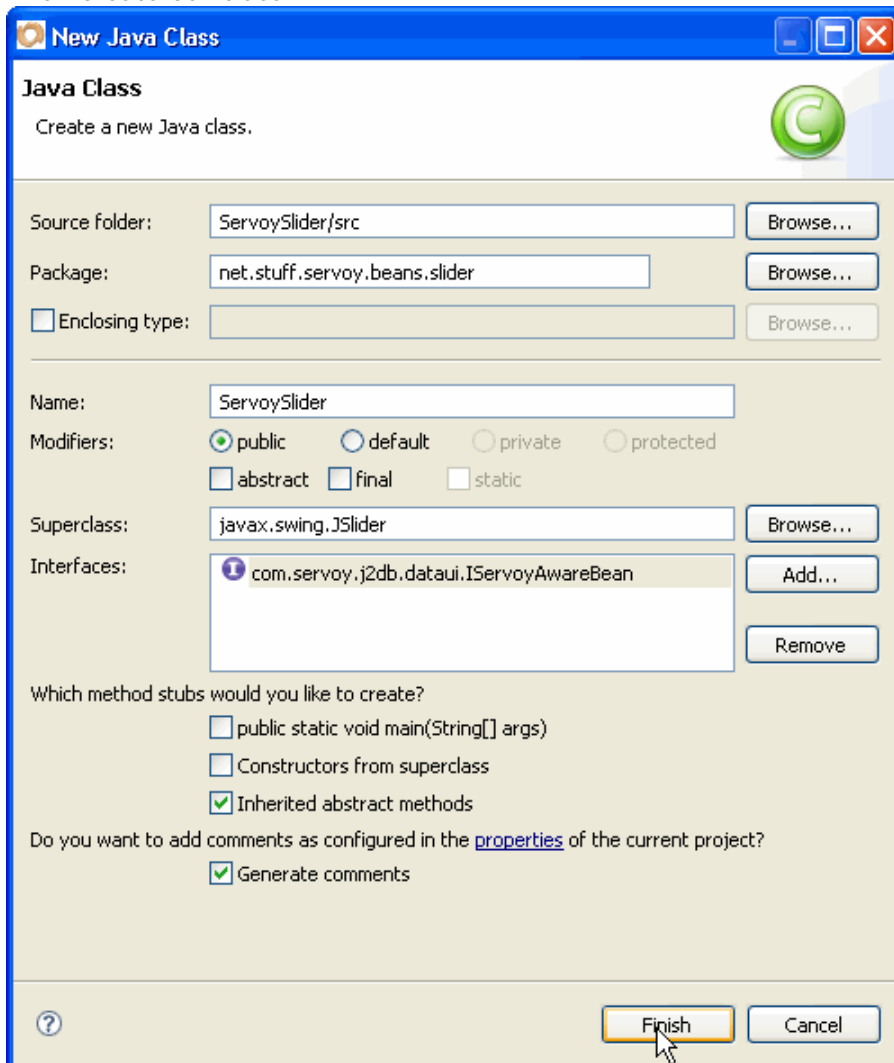 New Java Class
Java Class
Create a new Java class.
C
Source folder: ServoySlider/src Browse...
Package: net.stuff.servoy.beans.slider Browse...
Enclosing type: Browse...
Name: ServoySlider
Modifiers: public default private protected
abstract final static
Superclass: javax.swing.JSlider Browse...
Interfaces: I com.servoy.j2db.dataui.IServoyAwareBean Add...
Remove
Which method stubs would you like to create?
public static void main(String[] args)
Constructors from superclass
Inherited abstract methods
Do you want to add comments as configured in the properties of the current project?
Generate comments
? Finish Cancel